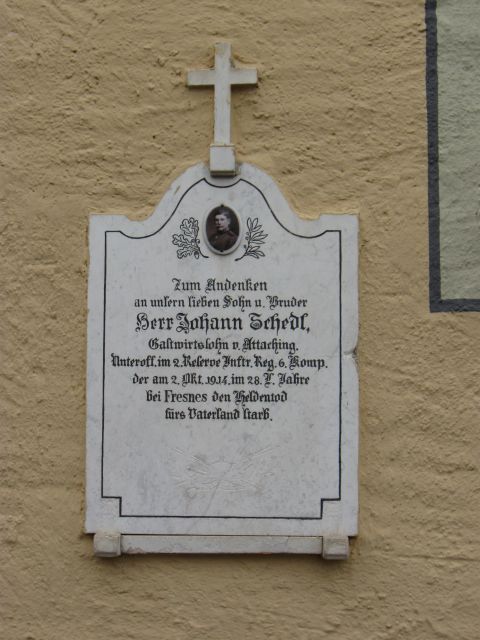 Zum Andenken
an unsern lieben Sohn u. Bruder
Herr Johann Schedl,
Gastwirtssohn v. Attaching.
Unteroff. im 2. Reserve Inftr. Reg. 6. Komp.
der am 2. Okt. 1914 im 28. L. Jahre
bei Fresnes den Heldentod
fürs Vaterland starb.